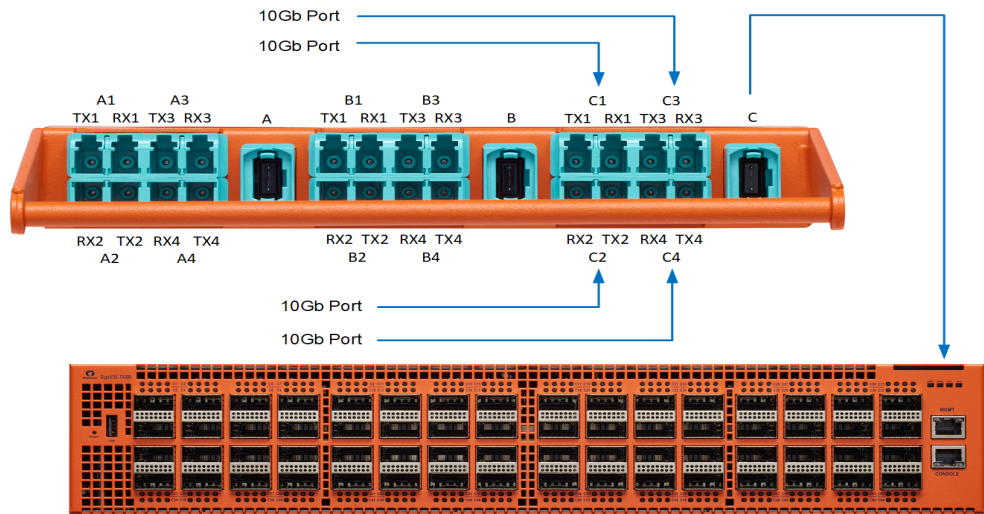 10Gb Port
10Gb Port
A1 A3 B1 B3 C1 C3
TX1 RX1 TX3 RX3 A TX1 RX1 TX3 RX3 B TX1 RX1 TX3 RX3 C
RX2 TX2 RX4 TX4 RX2 TX2 RX4 TX4 RX2 TX2 RX4 TX4
A2 A4 B2 B4 C2 C4
10Gb Port
10Gb Port
MGMT
CONSOLE